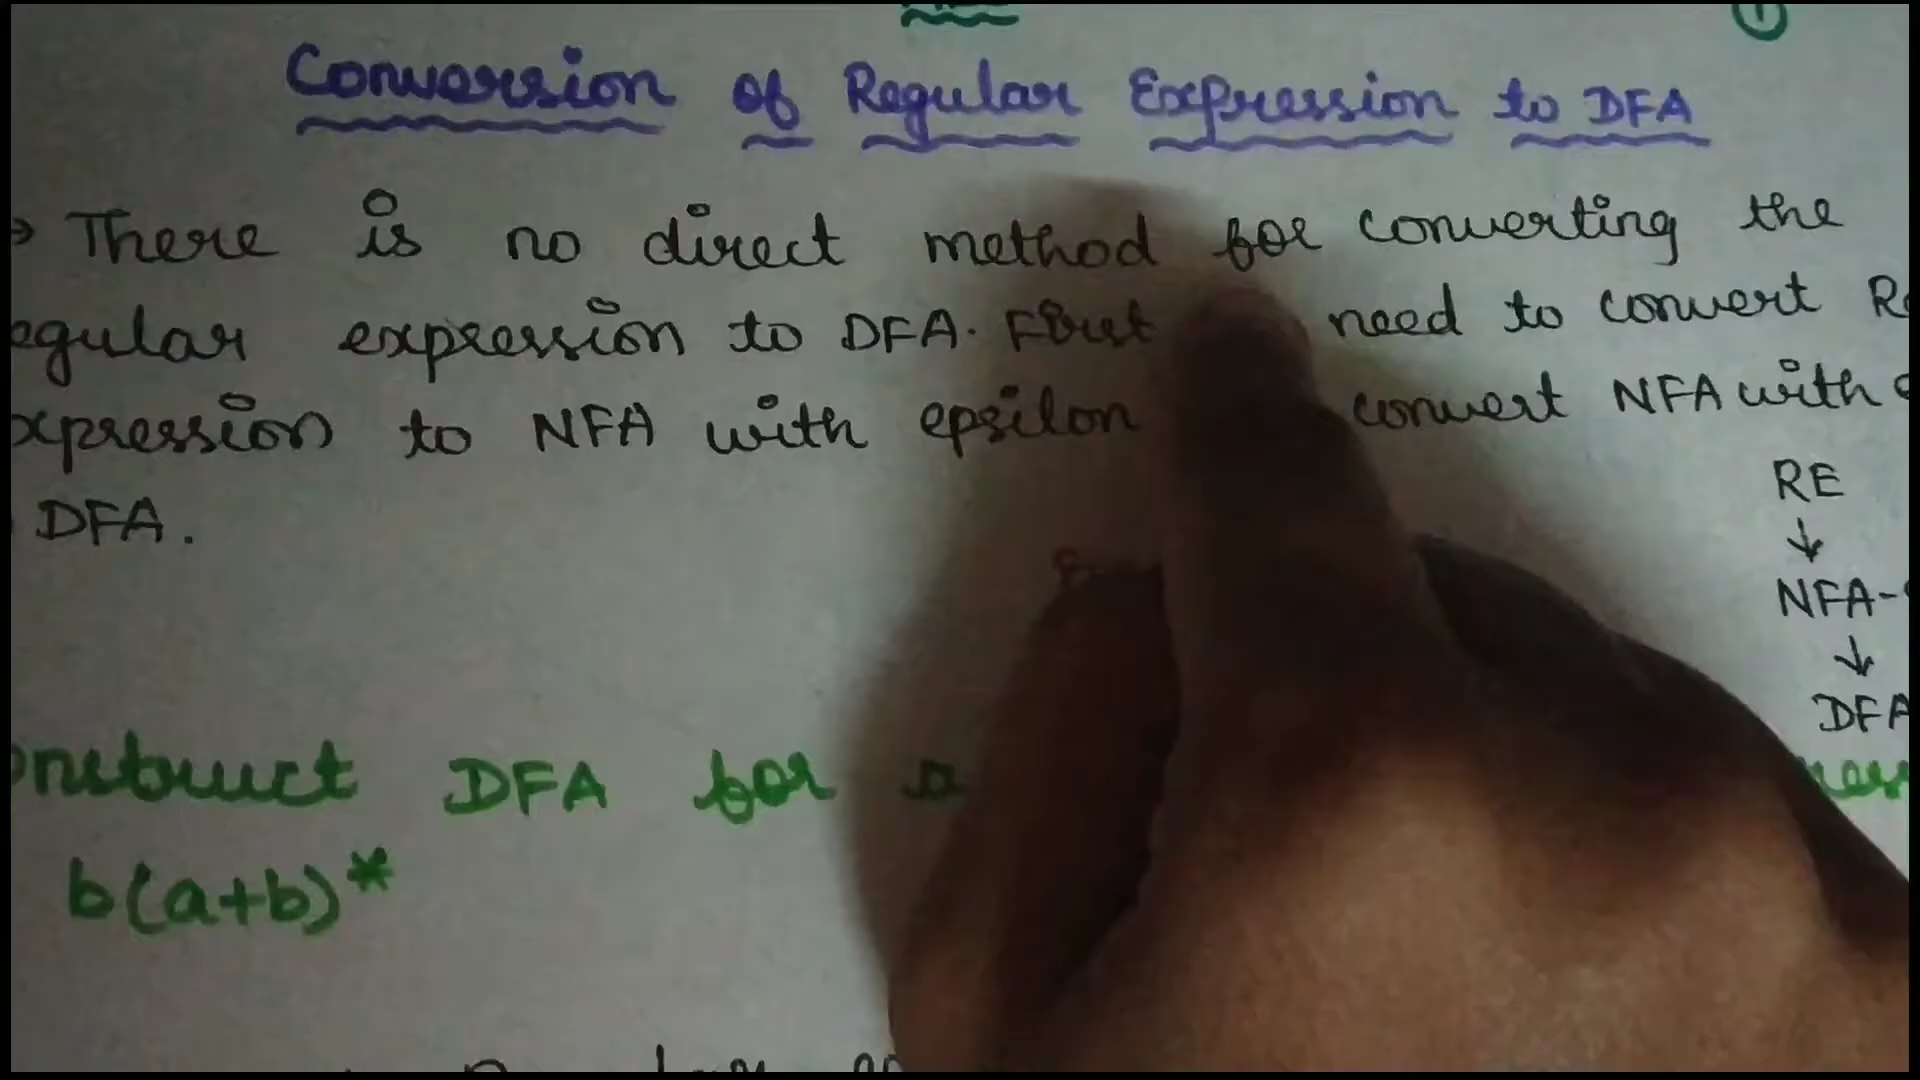 Conversion of Regular Expression to DFA
There is no direct method for converting the
egular expression to DFA. First need to convert R
xpression to NFA with epsilon convert NFA with
DFA.
RE
↓
NFA-
↓
DFA
onstruct DFA for a
b(a+b)*